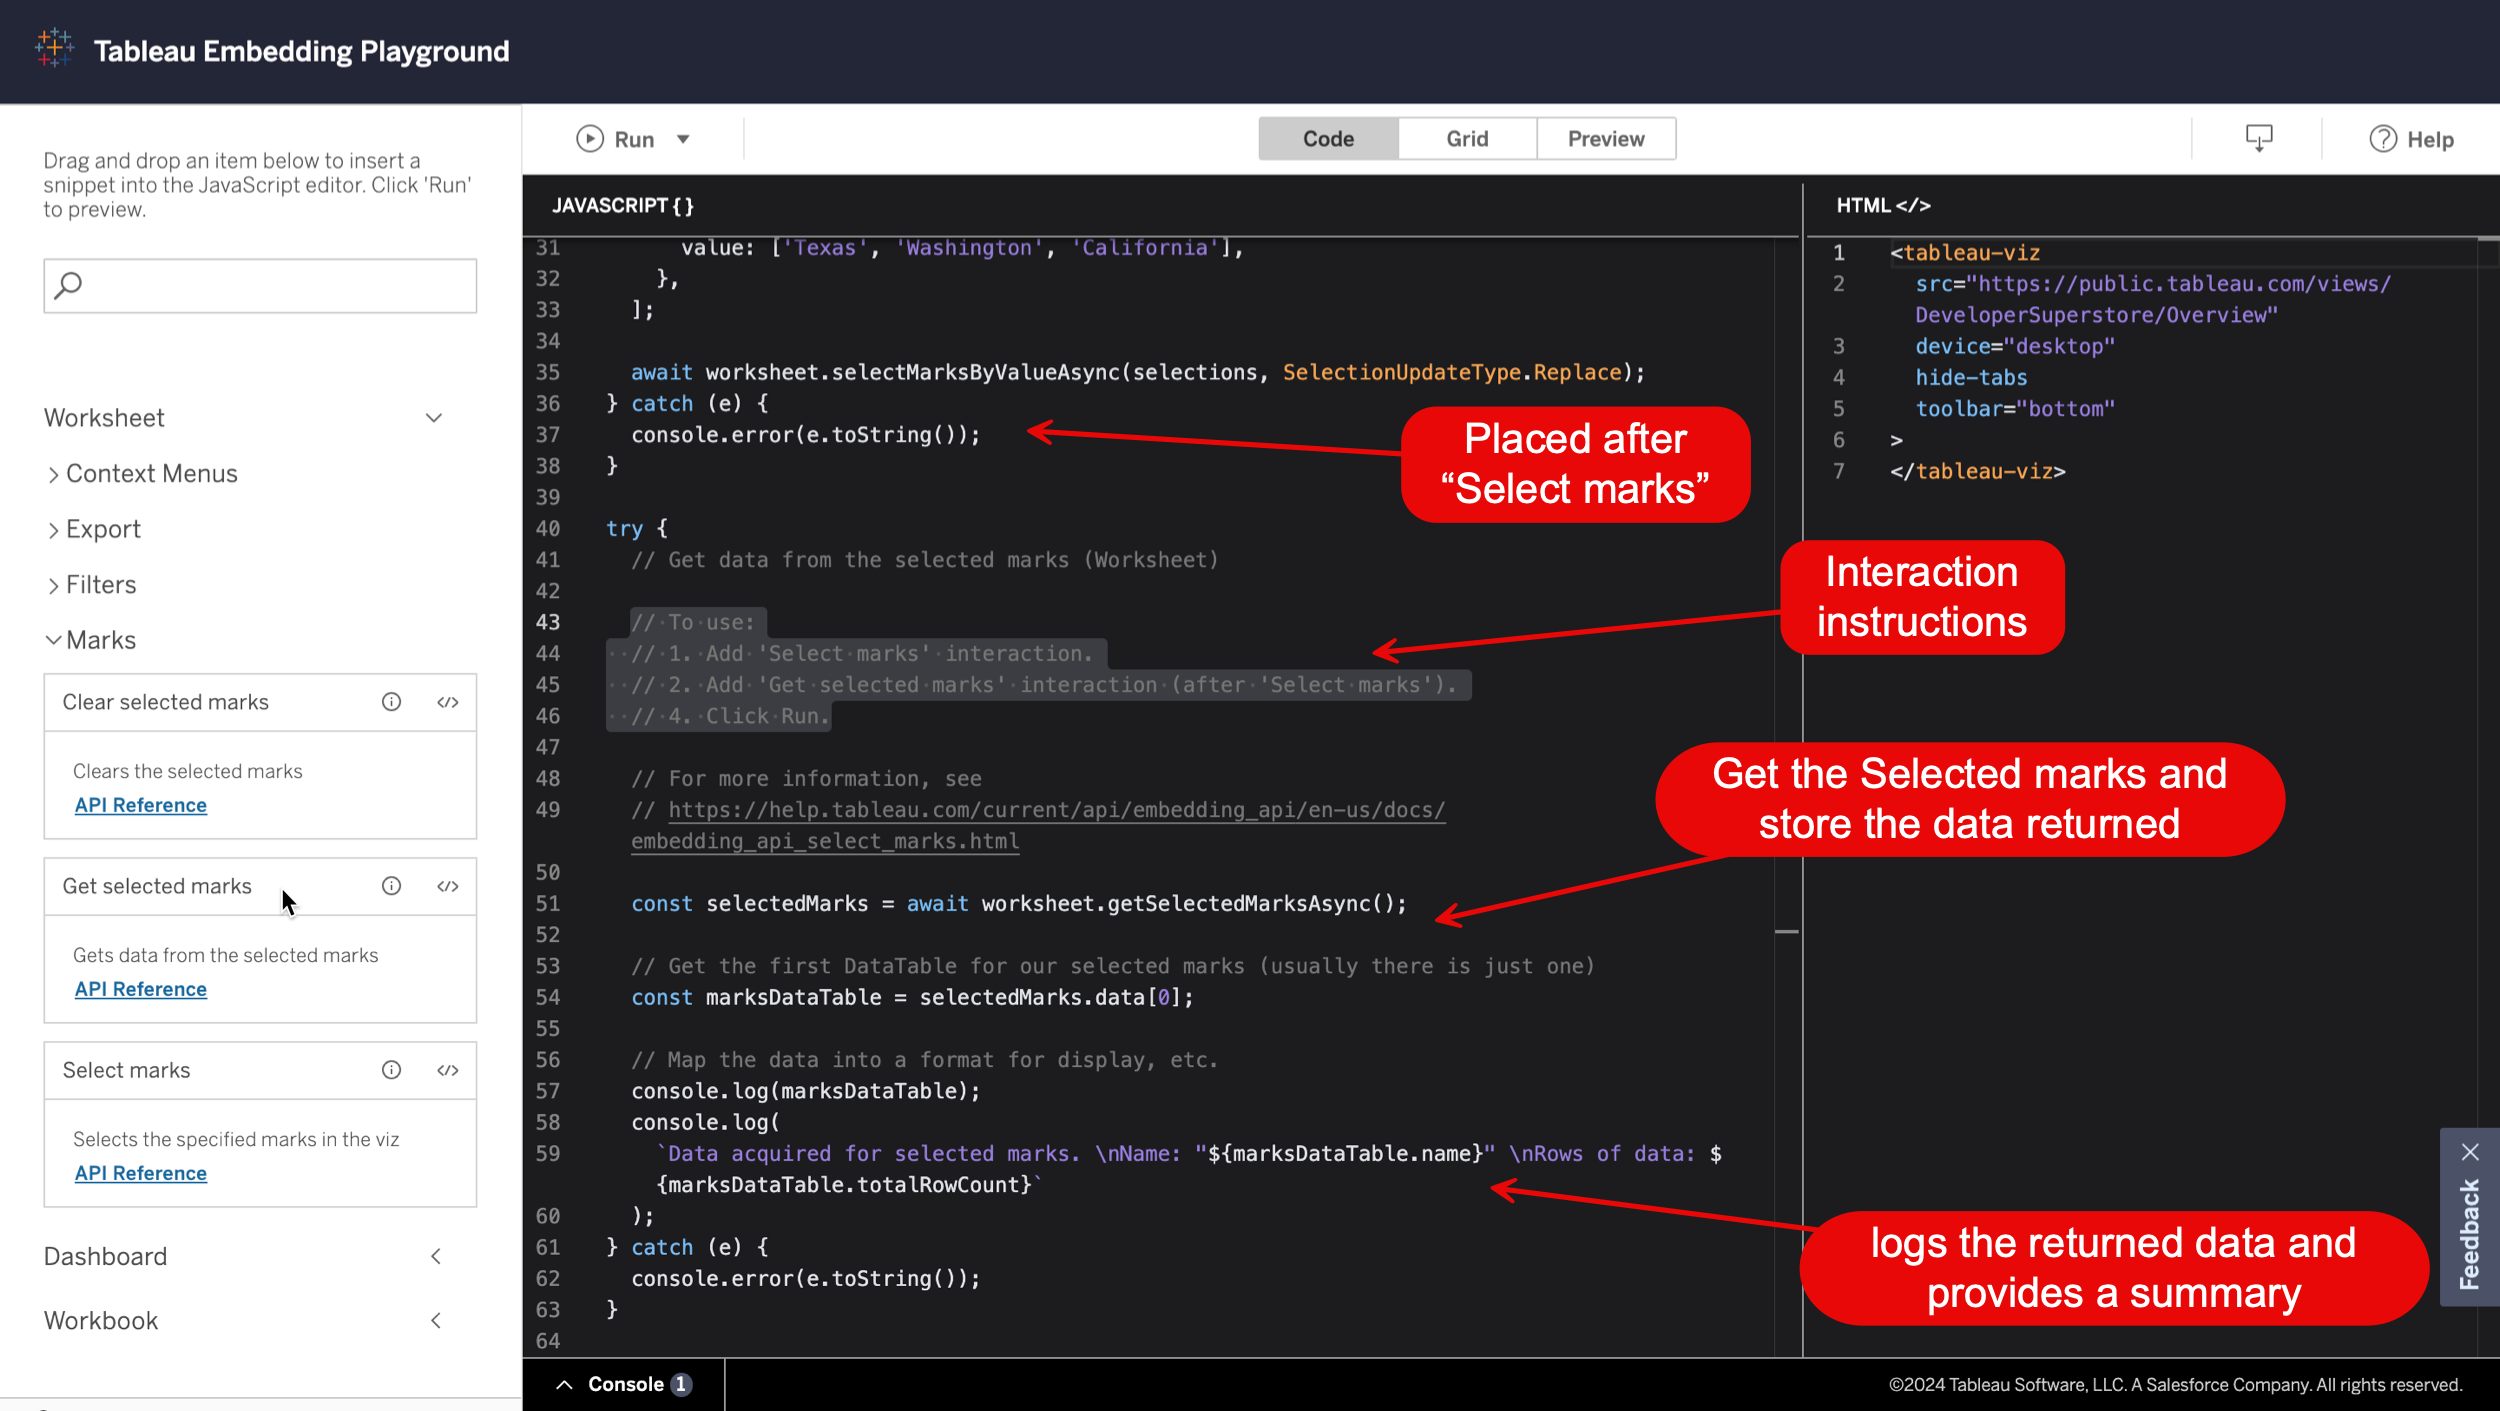 Tableau Embedding Playground
Drag and drop an item below to insert a
snippet into the JavaScript editor. Click 'Run'
to preview.
Worksheet
Context Menus
Export
Filters
Marks
Clear selected marks
</>
Clears the selected marks
API Reference
Get selected marks
</>
Gets data from the selected marks
API Reference
Select marks
</>
Selects the specified marks in the viz
API Reference
Dashboard
Workbook
Run
Code
Grid
Preview
Help
JAVASCRIPT { }
31 value: ['Texas', 'Washington', 'California'],
32 },
33 ];
34
35 await worksheet.selectMarksByValueAsync(selections, SelectionUpdateType.Replace);
36 } catch (e) {
37 console.error(e.toString());
38 }
39
40 try {
41 // Get data from the selected marks (Worksheet)
42
43 // To use:
44 // 1. Add 'Select marks' interaction.
45 // 2. Add 'Get selected marks' interaction (after 'Select marks').
46 // 4. Click Run.
47
48 // For more information, see
49 // https://help.tableau.com/current/api/embedding_api/en-us/docs/
embedding_api_select_marks.html
50
51 const selectedMarks = await worksheet.getSelectedMarksAsync();
52
53 // Get the first DataTable for our selected marks (usually there is just one)
54 const marksDataTable = selectedMarks.data[0];
55
56 // Map the data into a format for display, etc.
57 console.log(marksDataTable);
58 console.log(
59 `Data acquired for selected marks. \nName: "${marksDataTable.name}" \nRows of data: $
{marksDataTable.totalRowCount}`
60 );
61 } catch (e) {
62 console.error(e.toString());
63 }
64
Placed after
“Select marks”
Interaction
instructions
Get the Selected marks and
store the data returned
logs the returned data and
provides a summary
HTML </>
1 <tableau-viz
2 src="https://public.tableau.com/views/
DeveloperSuperstore/Overview"
3 device="desktop"
4 hide-tabs
5 toolbar="bottom"
6 >
7 </tableau-viz>
Feedback
Console 1
©2024 Tableau Software, LLC. A Salesforce Company. All rights reserved.